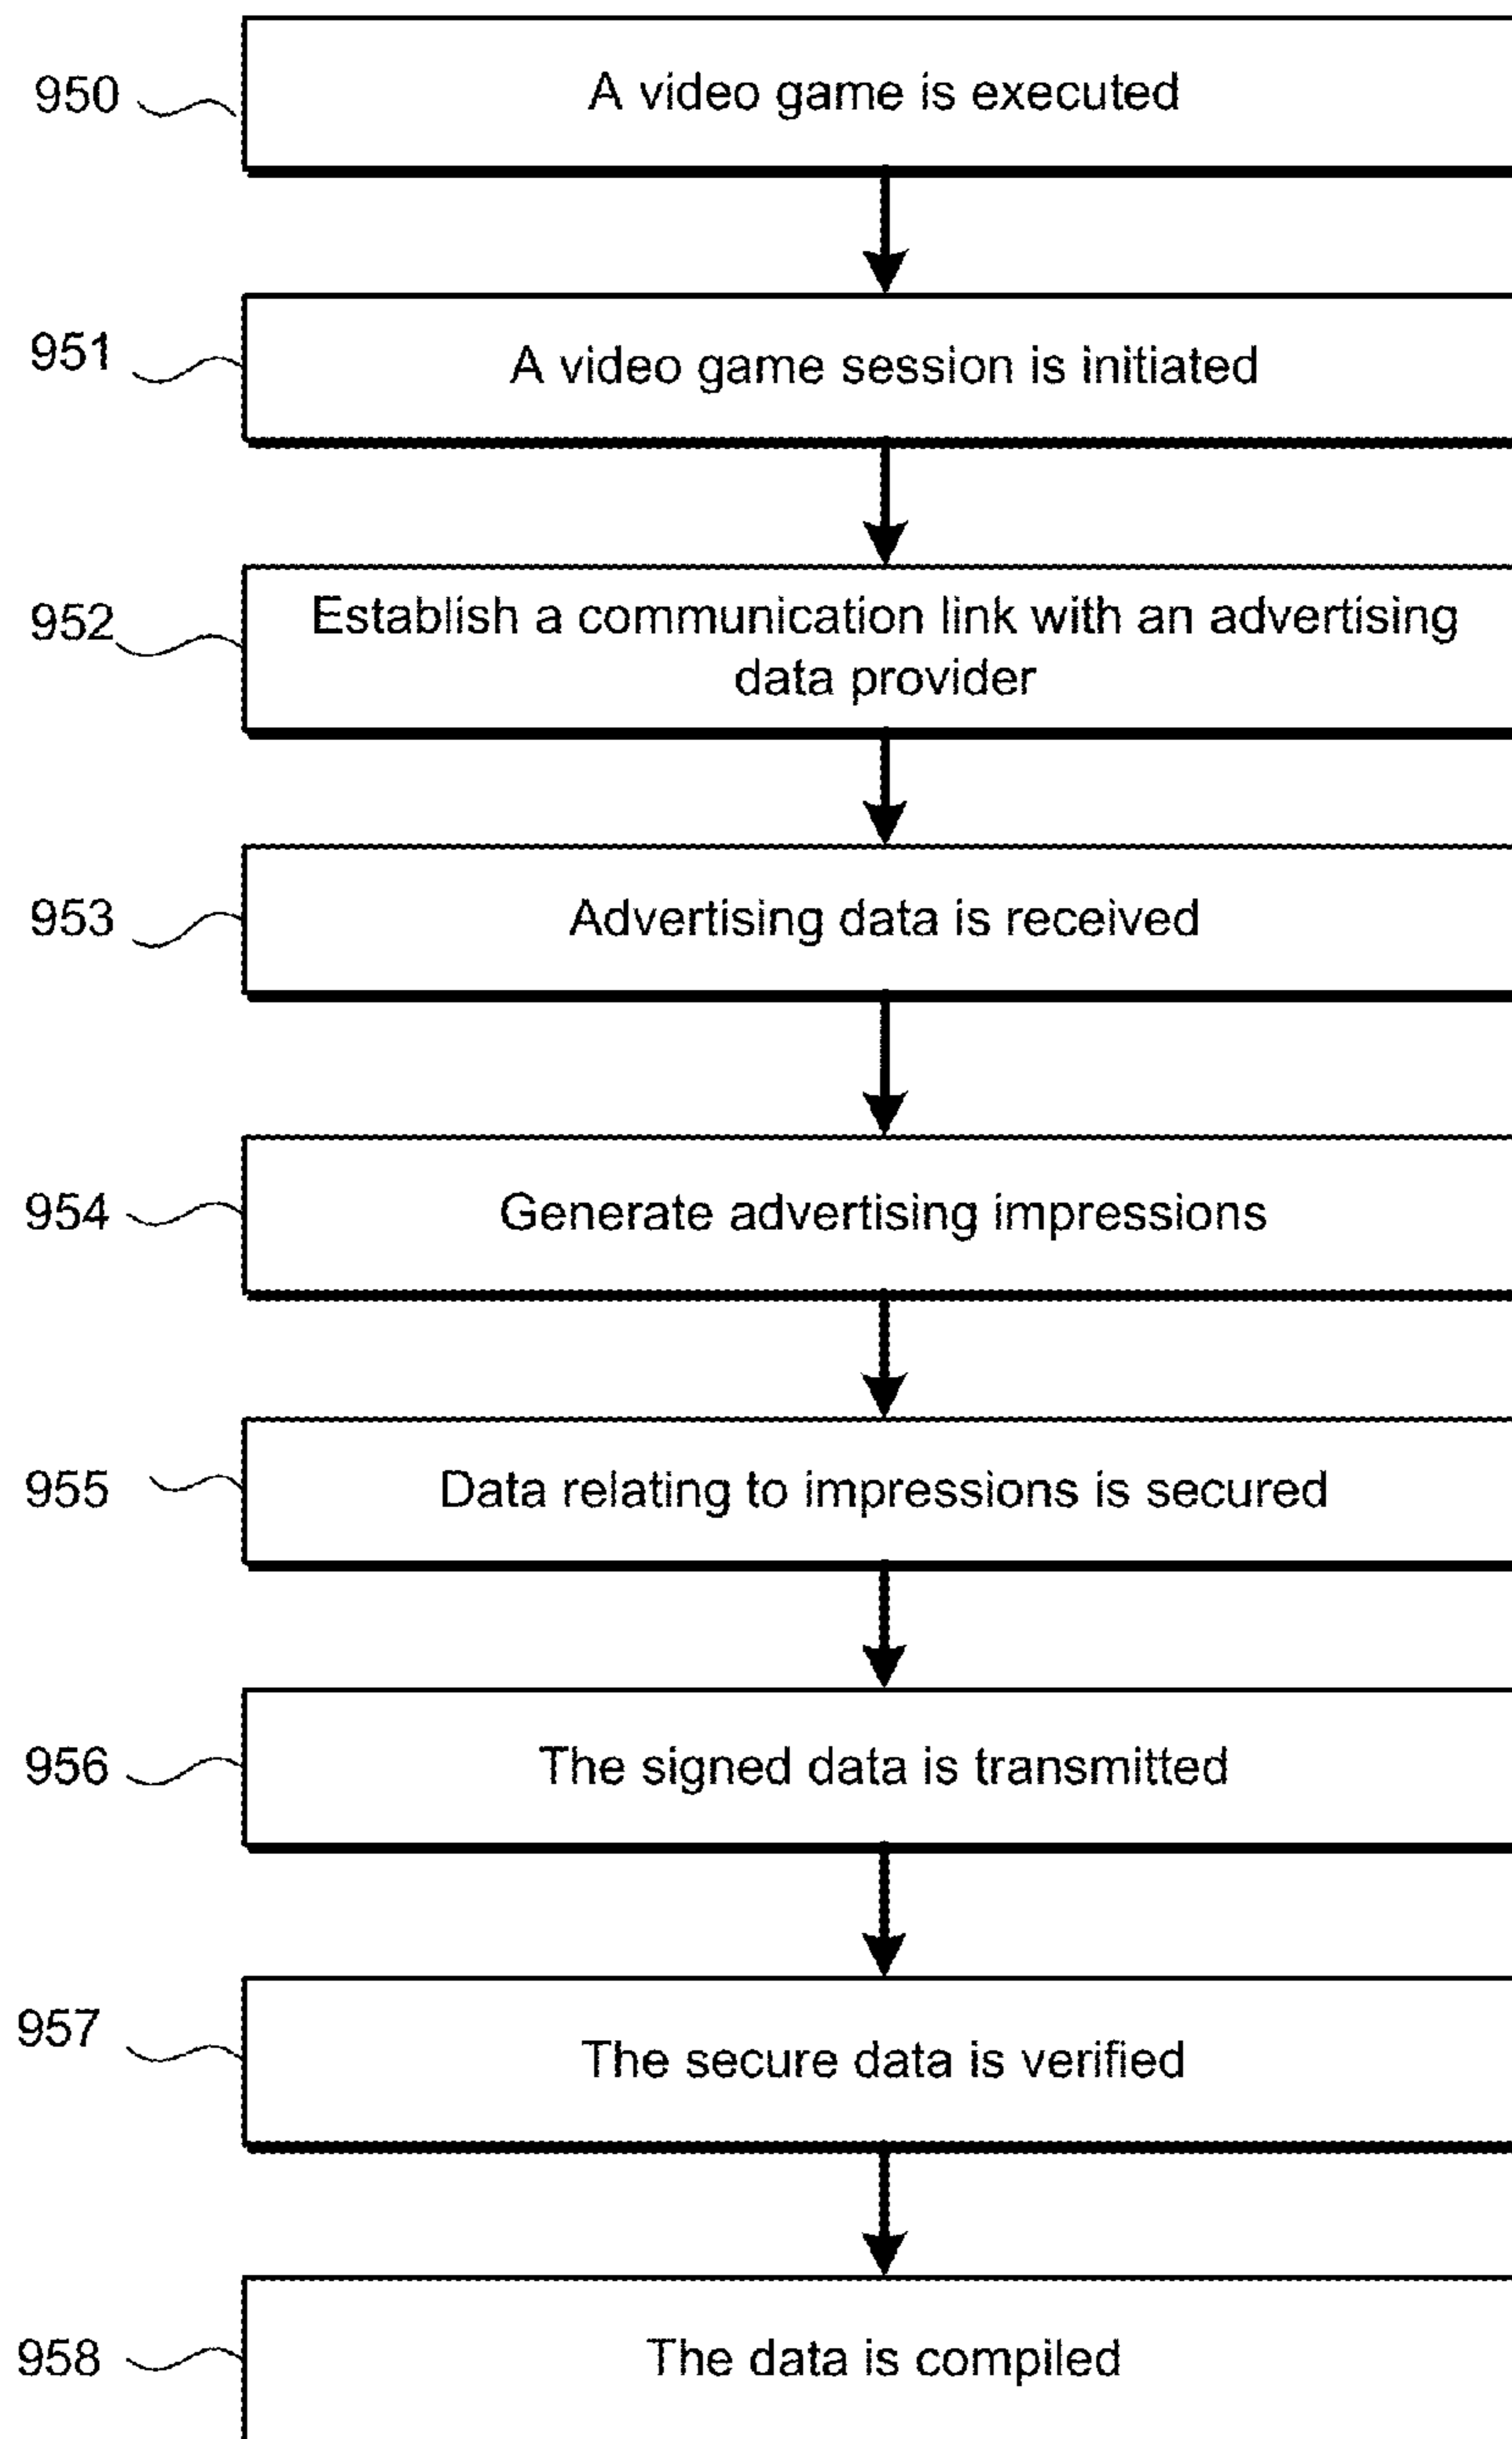 950
A video game is executed
951
A video game session is initiated
952
Establish a communication link with an advertising
data provider
953
Advertising data is received
954
Generate advertising impressions
955
Data relating to impressions is secured
956
The signed data is transmitted
957
The secure data is verified
958
The data is compiled